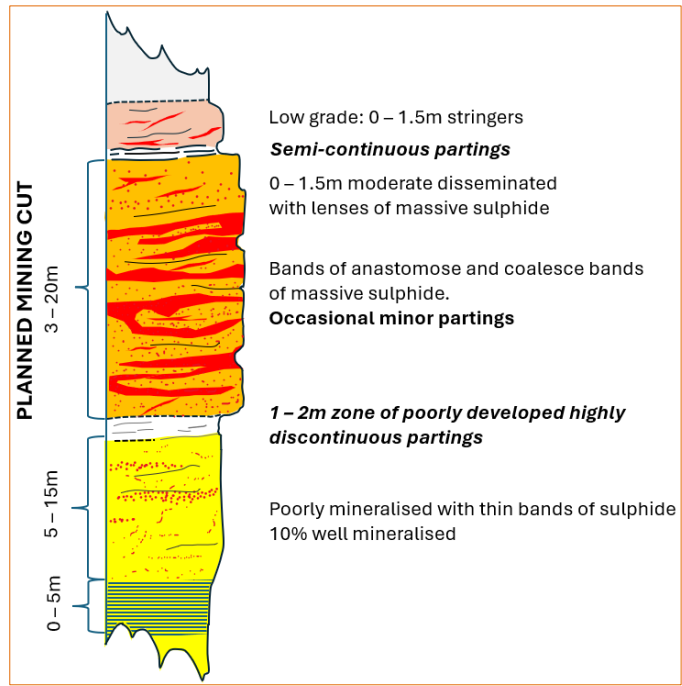 Low grade: 0 – 1.5m stringers
Semi-continuous partings
0 – 1.5m moderate disseminated
with lenses of massive sulphide
PLANNED MINING CUT
3 – 20m
Bands of anastomose and coalesce bands
of massive sulphide.
Occasional minor partings
1 – 2m zone of poorly developed highly
discontinuous partings
5 – 15m
Poorly mineralised with thin bands of sulphide
10% well mineralised
0 – 5m